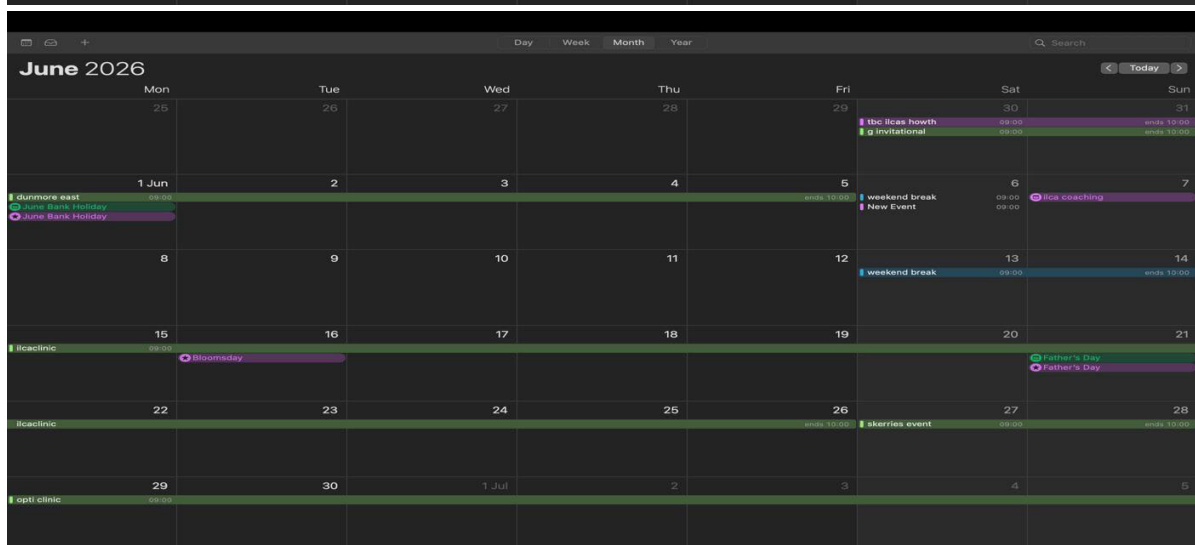 Day Week Month Year Search
June 2026 < Today >
Mon Tue Wed Thu Fri Sat Sun
25 26 27 28 29 30 31
tbc ilcas howth 09:00 ends 10:00
g invitational 09:00 ends 10:00
1 Jun 2 3 4 5 6 7
dunmore east 09:00 ends 10:00 weekend break 09:00 ilca coaching
June Bank Holiday New Event 09:00
June Bank Holiday
8 9 10 11 12 13 14
weekend break 09:00 ends 10:00
15 16 17 18 19 20 21
ilcaclinic 09:00
Bloomsday Father's Day
Father's Day
22 23 24 25 26 27 28
ilcaclinic ends 10:00 skerries event 09:00 ends 10:00
29 30 1 Jul 2 3 4 5
opti clinic 09:00